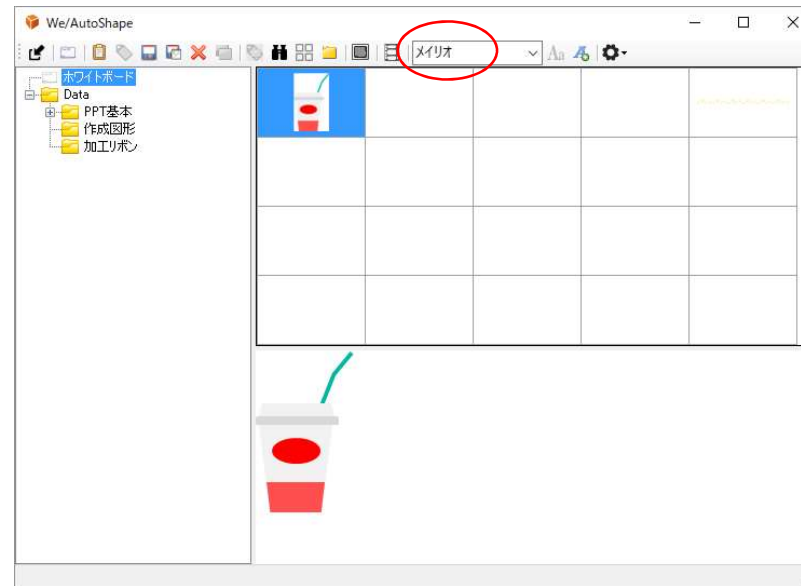 We/AutoShape
メイリオ
ホワイトボード
Data
PPT基本
作成図形
加工リボン